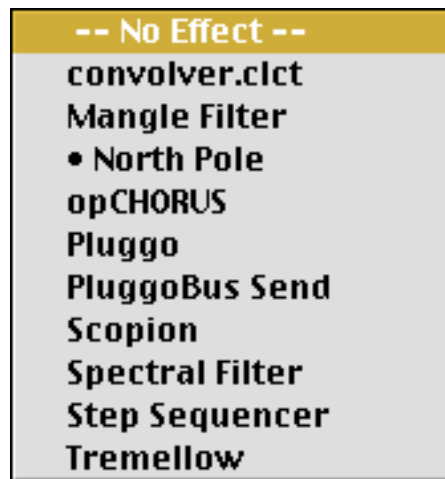 -- No Effect --
convolver.clct
Mangle Filter
• North Pole
opCHORUS
Pluggo
PluggoBus Send
Scopion
Spectral Filter
Step Sequencer
Tremellow